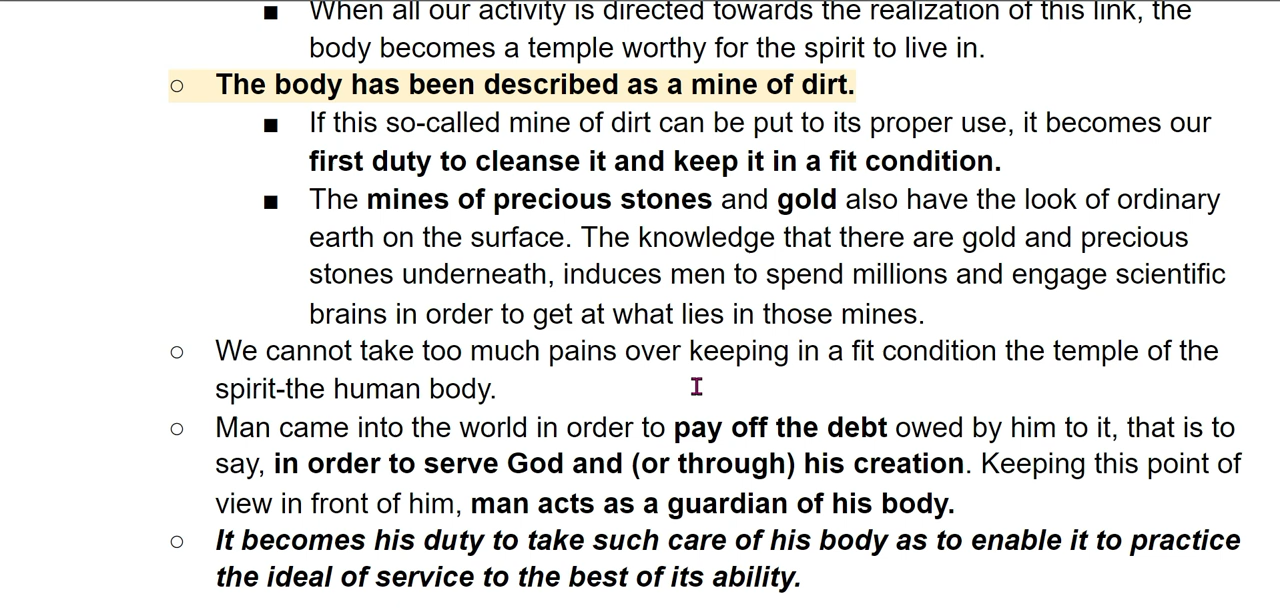 ■ When all our activity is directed towards the realization of this link, the
body becomes a temple worthy for the spirit to live in.
○ The body has been described as a mine of dirt.
■ If this so-called mine of dirt can be put to its proper use, it becomes our
first duty to cleanse it and keep it in a fit condition.
■ The mines of precious stones and gold also have the look of ordinary
earth on the surface. The knowledge that there are gold and precious
stones underneath, induces men to spend millions and engage scientific
brains in order to get at what lies in those mines.
○ We cannot take too much pains over keeping in a fit condition the temple of the
spirit-the human body.
○ Man came into the world in order to pay off the debt owed by him to it, that is to
say, in order to serve God and (or through) his creation. Keeping this point of
view in front of him, man acts as a guardian of his body.
○ It becomes his duty to take such care of his body as to enable it to practice
the ideal of service to the best of its ability.